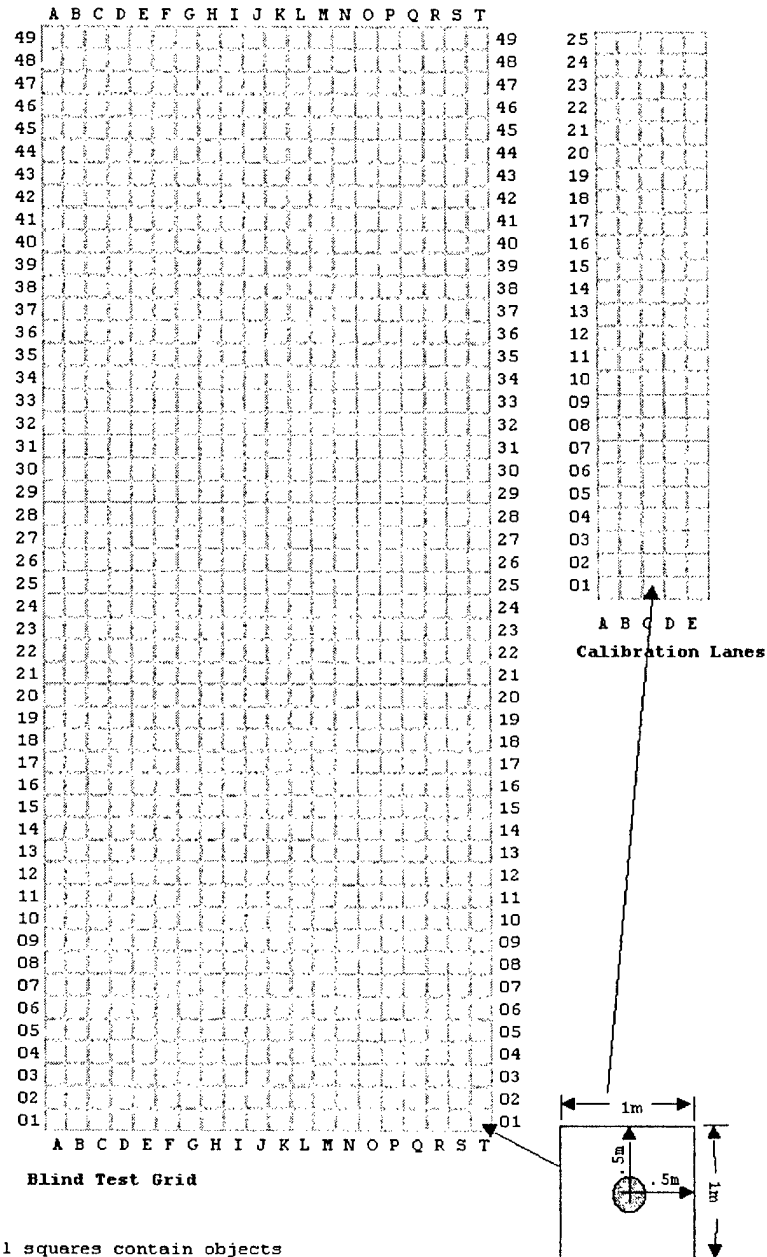 A B C D E F G H I J K L M N O P Q R S T
49 49 25
48 48 24
47 47 23
46 46 22
45 45 21
44 44 20
43 43 19
42 42 18
41 41 17
40 40 16
39 39 15
38 38 14
37 37 13
36 36 12
35 35 11
34 34 10
33 33 09
32 32 08
31 31 07
30 30 06
29 29 05
28 28 04
27 27 03
26 26 02
25 25 01
24 24
23 23 A B C D E
22 22 Calibration Lanes
21 21
20 20
19 19
18 18
17 17
16 16
15 15
14 14
13 13
12 12
11 11
10 10
09 09
08 08
07 07
06 06
05 05
04 04
03 03
02 02
01 01
A B C D E F G H I J K L M N O P Q R S T
Blind Test Grid
1m
.5m
.5m
1m
l squares contain objects